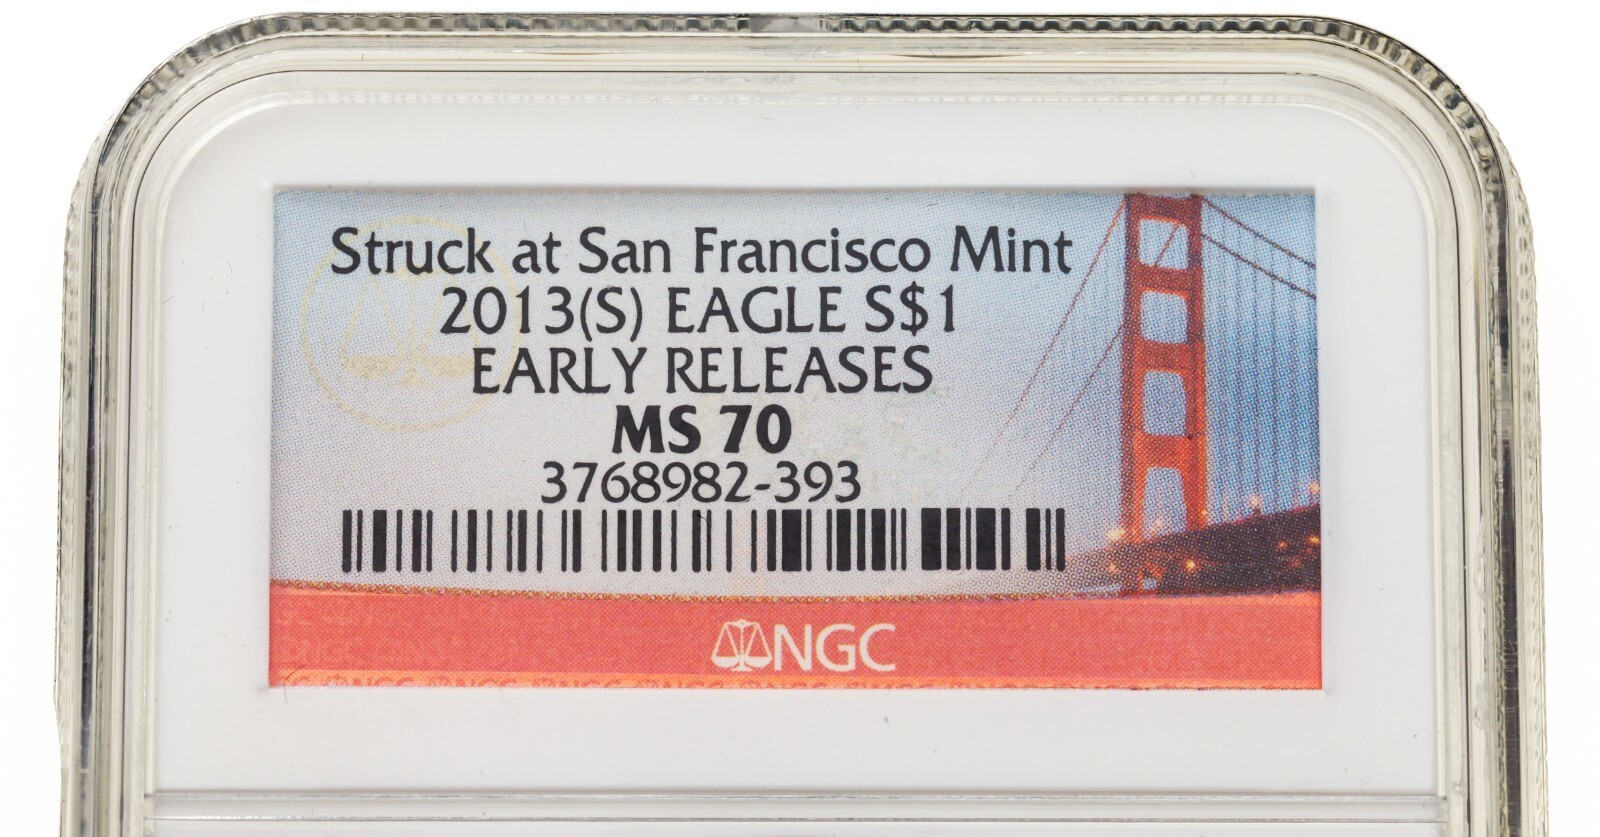 Struck at San Francisco Mint
2013(S) EAGLE S$1
EARLY RELEASES
MS 70
3768982-393
NGC